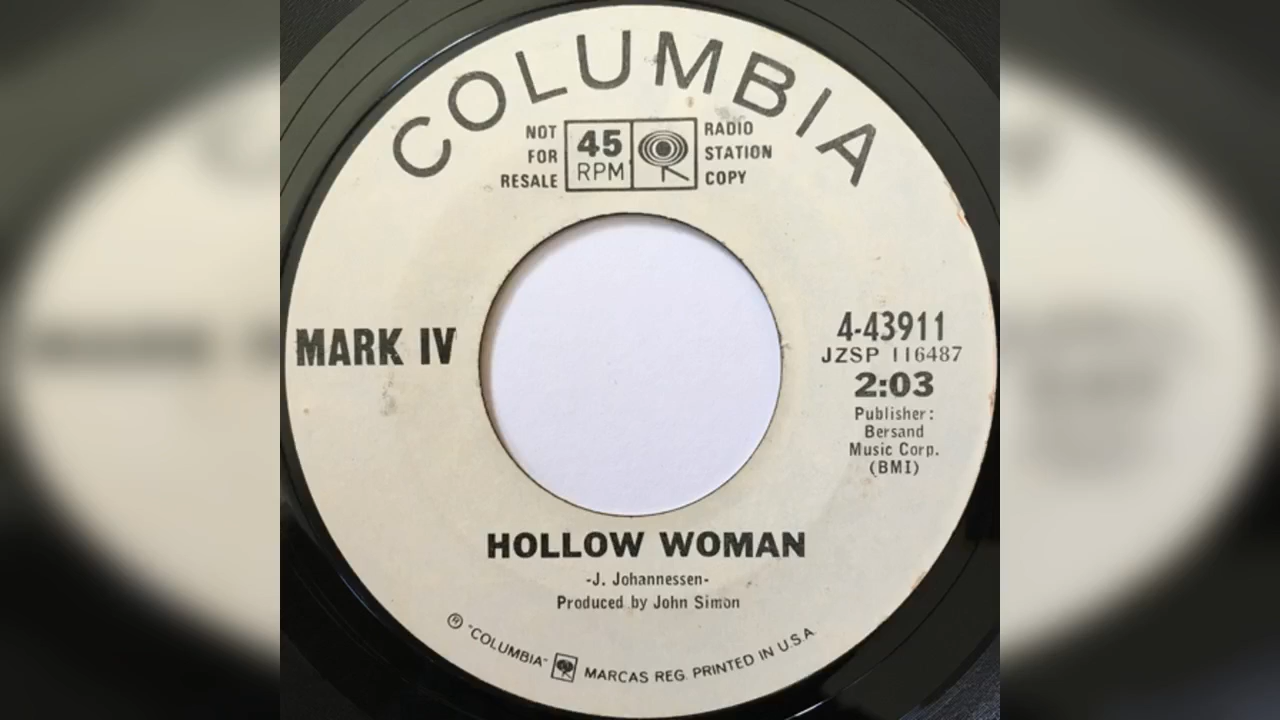 COLUMBIA
NOT FOR RESALE
45 RPM
RADIO STATION COPY
MARK IV
4-43911
JZSP 116487
2:03
Publisher:
Bersand
Music Corp.
(BMI)
HOLLOW WOMAN
-J. Johannessen-
Produced by John Simon
® "COLUMBIA" MARCAS REG. PRINTED IN U.S.A.